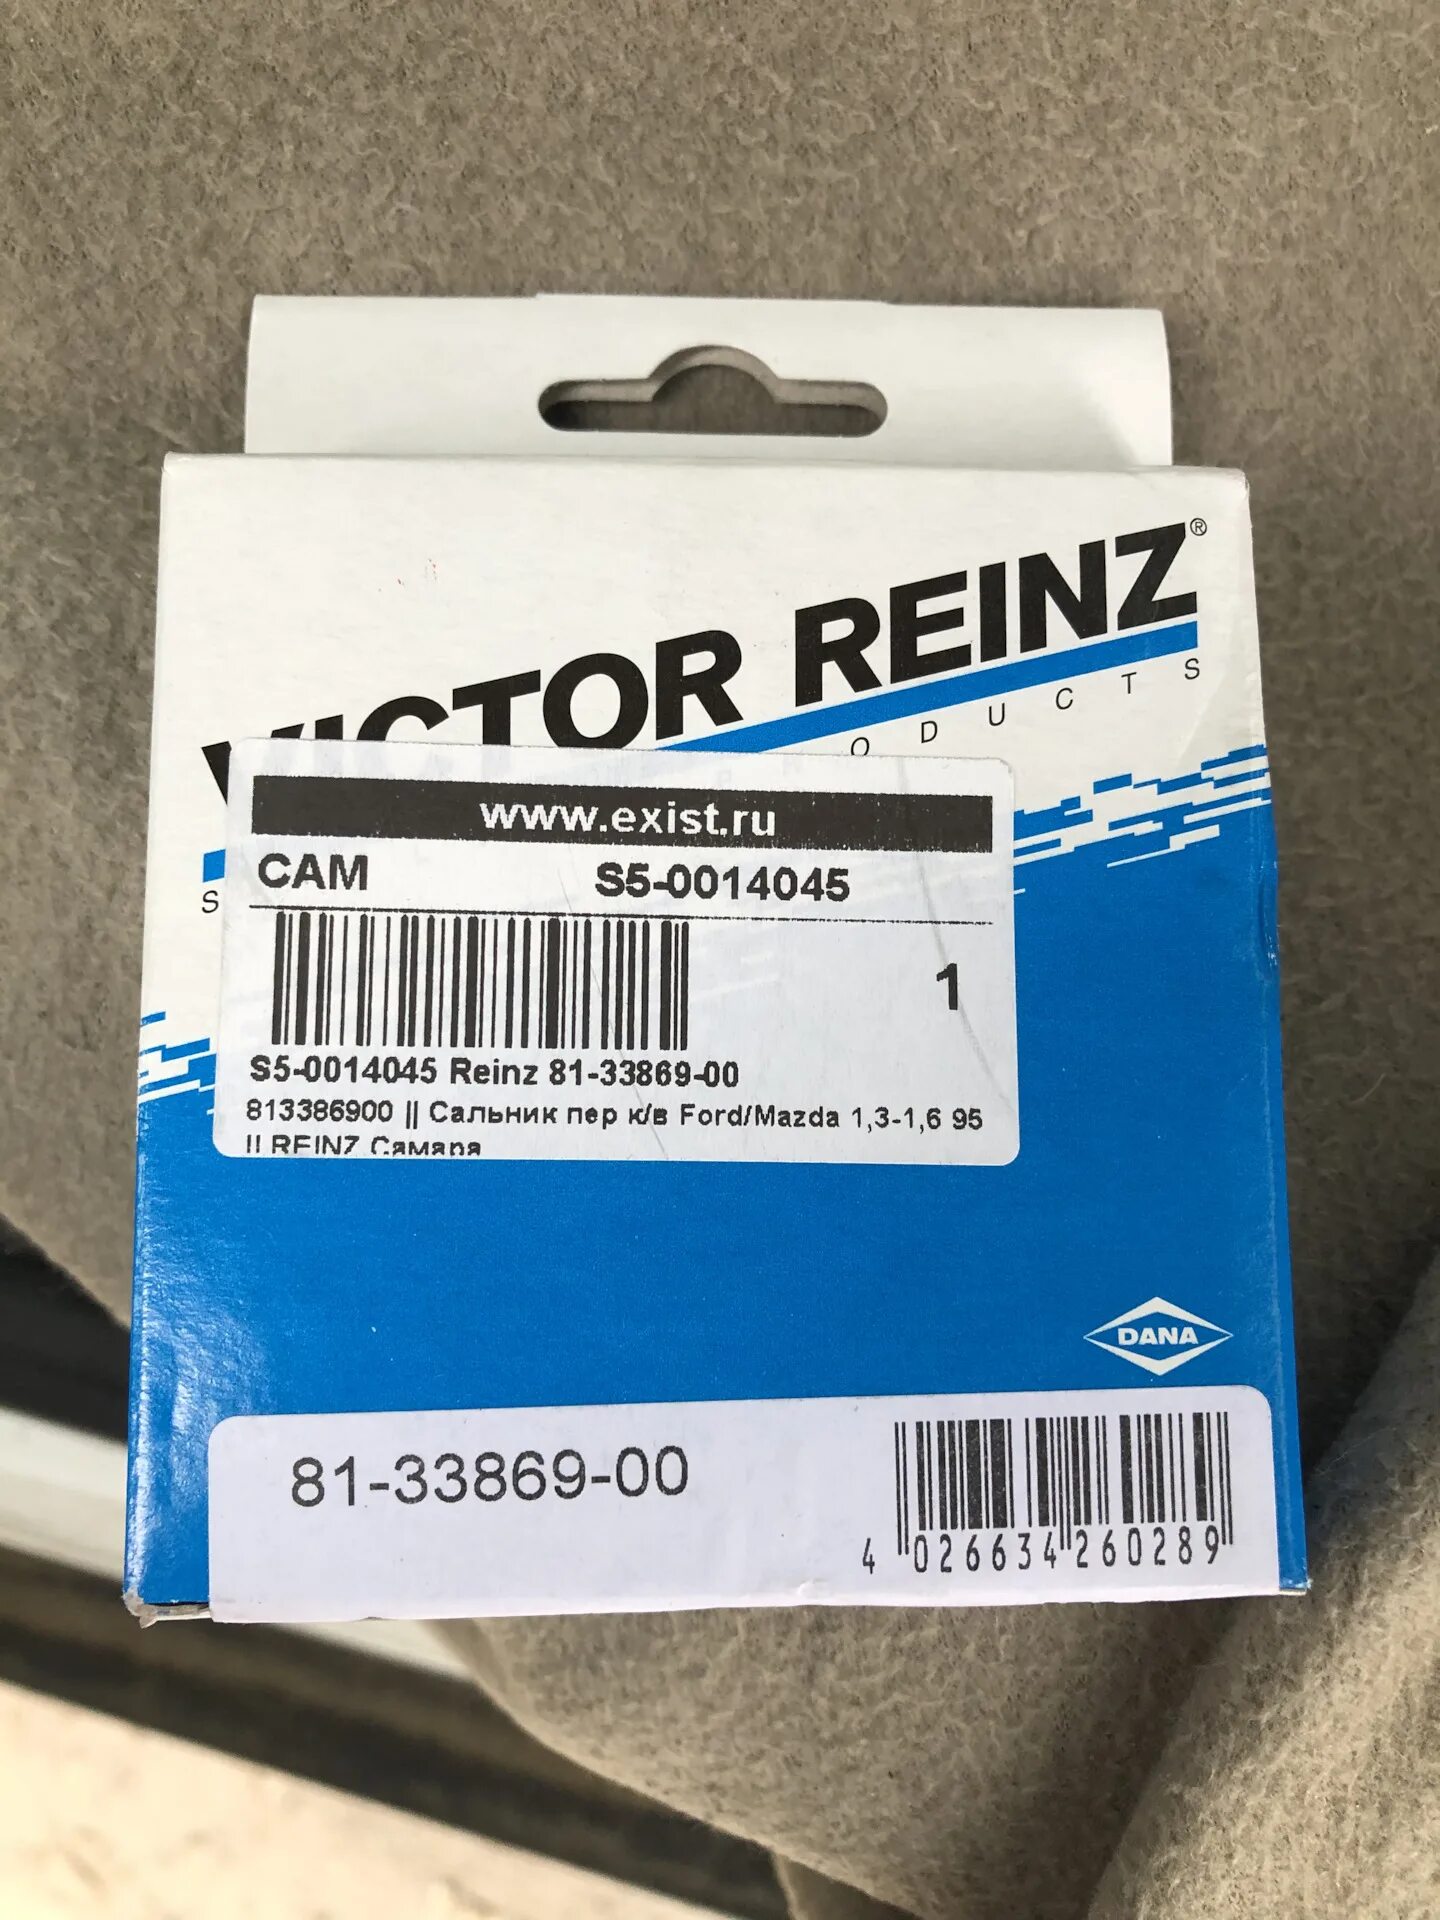 VICTOR REINZ®
ODUCTS
www.exist.ru
CAM S5-0014045
1
S5-0014045 Reinz 81-33869-00
813386900 || Сальник пер к/в Ford/Mazda 1,3-1,6 95
|| REINZ Самара
DANA
81-33869-00
4 026634 260289